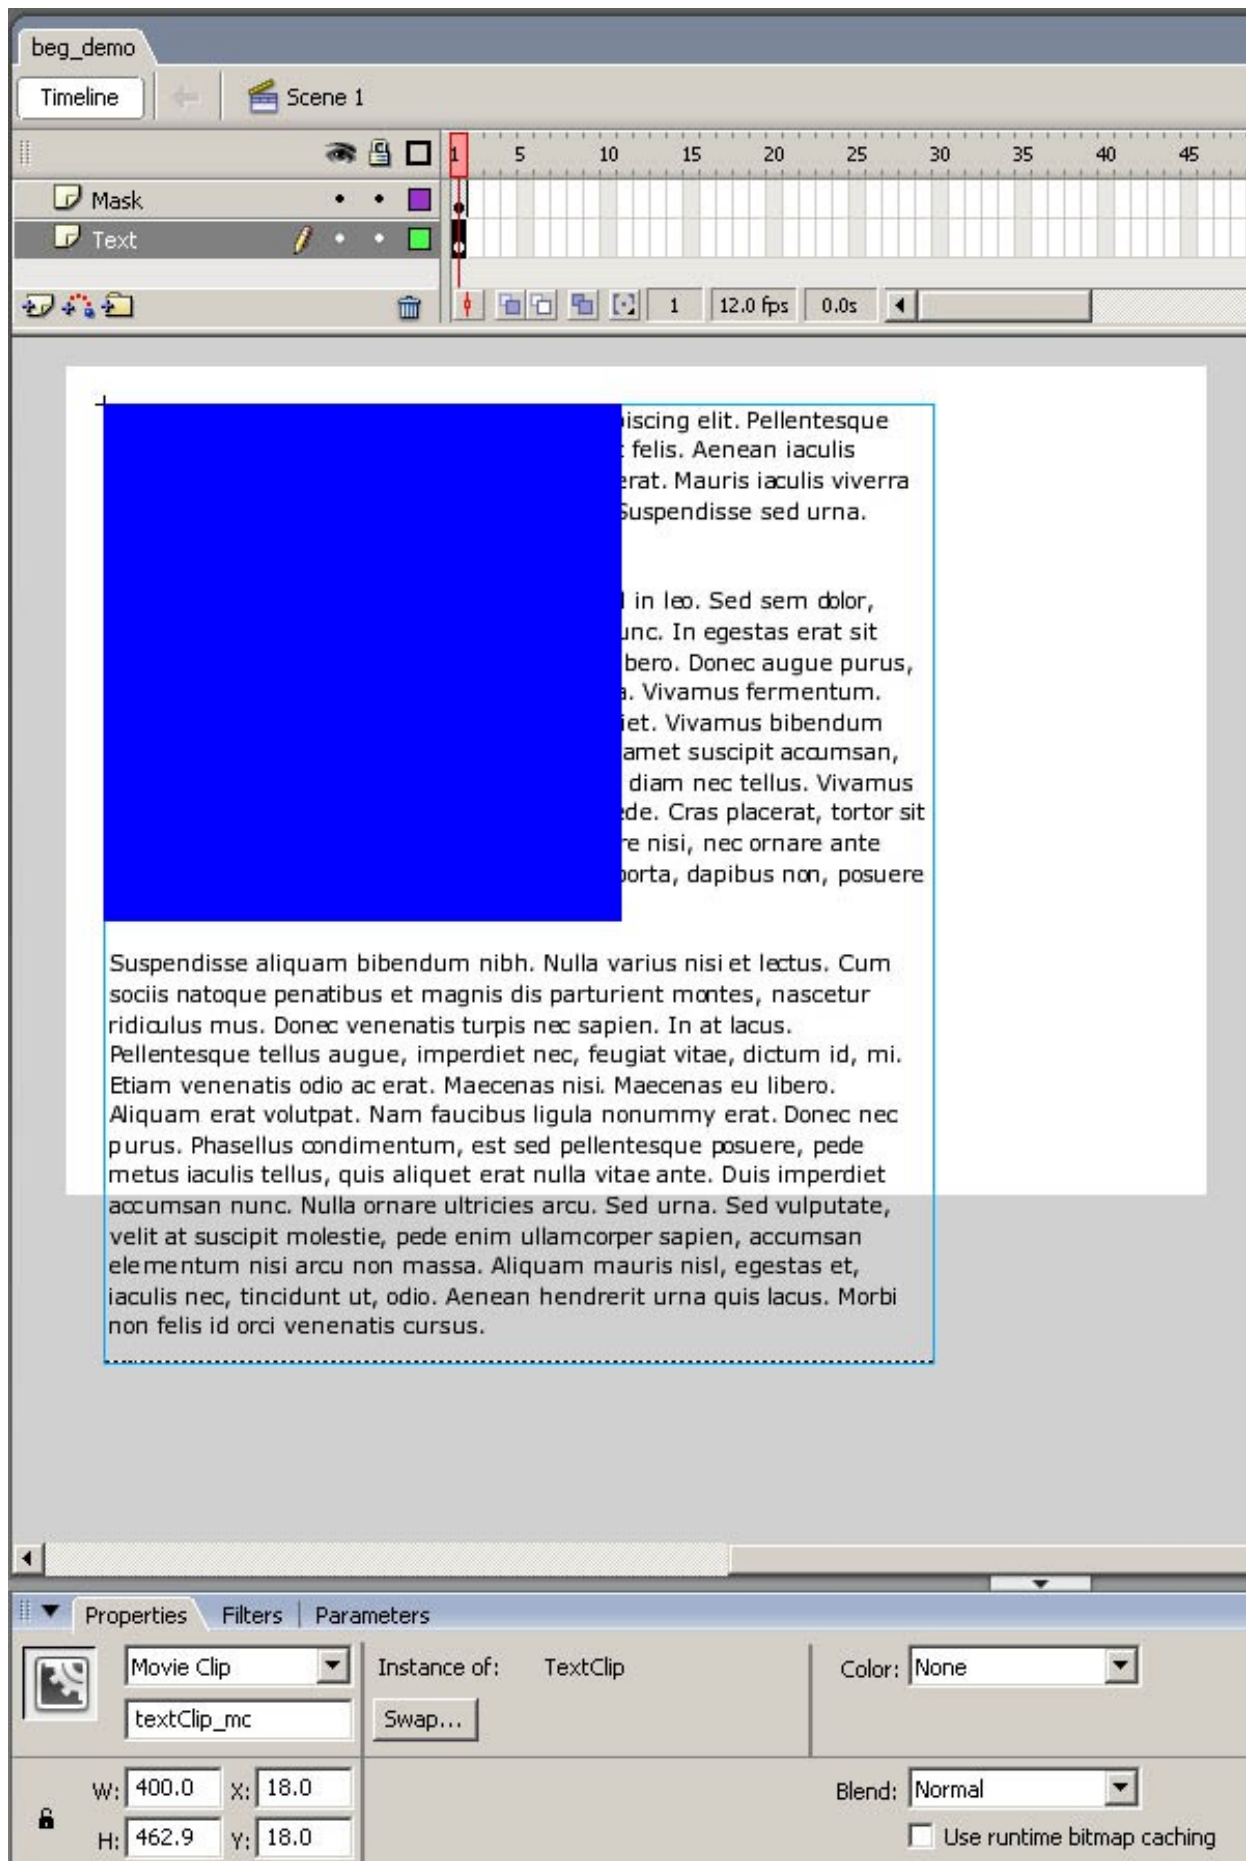 beg_demo
Timeline Scene 1
1 5 10 15 20 25 30 35 40 45
Mask
Text
1 12.0 fps 0.0s
iscing elit. Pellentesque
felis. Aenean iaculis
erat. Mauris iaculis viverra
Suspendisse sed urna.
in leo. Sed sem dolor,
unc. In egestas erat sit
bero. Donec augue purus,
a. Vivamus fermentum.
iet. Vivamus bibendum
amet suscipit accumsan,
diam nec tellus. Vivamus
ede. Cras placerat, tortor sit
re nisi, nec ornare ante
porta, dapibus non, posuere
Suspendisse aliquam bibendum nibh. Nulla varius nisi et lectus. Cum
sociis natoque penatibus et magnis dis parturient montes, nascetur
ridiculus mus. Donec venenatis turpis nec sapien. In at lacus.
Pellentesque tellus augue, imperdiet nec, feugiat vitae, dictum id, mi.
Etiam venenatis odio ac erat. Maecenas nisi. Maecenas eu libero.
Aliquam erat volutpat. Nam faucibus ligula nonummy erat. Donec nec
purus. Phasellus condimentum, est sed pellentesque posuere, pede
metus iaculis tellus, quis aliquet erat nulla vitae ante. Duis imperdiet
accumsan nunc. Nulla ornare ultricies arcu. Sed urna. Sed vulputate,
velit at suscipit molestie, pede enim ullamcorper sapien, accumsan
elementum nisi arcu non massa. Aliquam mauris nisl, egestas et,
iaculis nec, tincidunt ut, odio. Aenean hendrerit urna quis lacus. Morbi
non felis id orci venenatis cursus.
Properties Filters Parameters
Movie Clip Instance of: TextClip Color: None
textClip_mc Swap...
W: 400.0 X: 18.0 Blend: Normal
H: 462.9 Y: 18.0 Use runtime bitmap caching